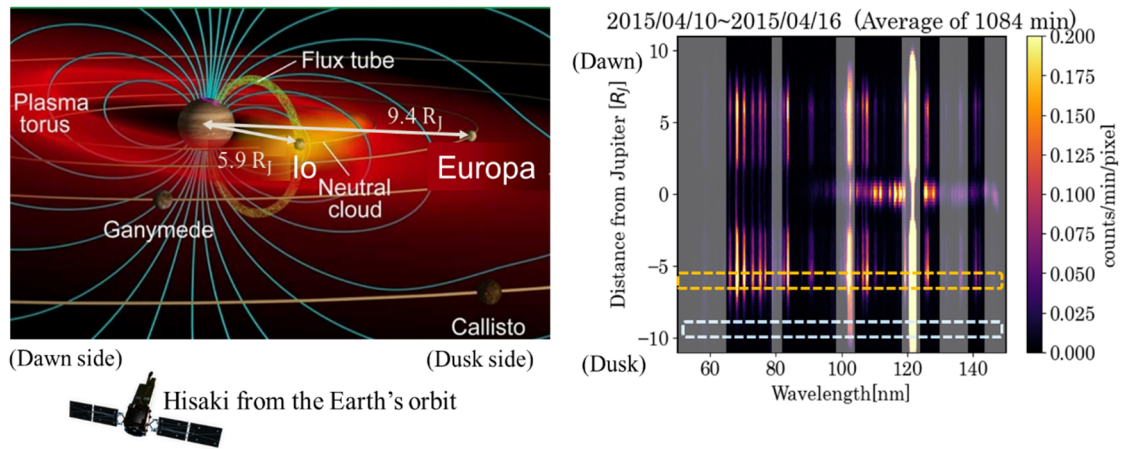 Flux tube
Plasma
torus
9.4 RJ
5.9 RJ
Io
Europa
Neutral
cloud
Ganymede
Callisto
(Dawn side)
(Dusk side)
Hisaki from the Earth's orbit
2015/04/10~2015/04/16 (Average of 1084 min)
(Dawn)
(Dusk)
Distance from Jupiter [RJ]
10
5
0
−5
−10
60
80
100
120
140
Wavelength[nm]
0.200
0.175
0.150
0.125
0.100
0.075
0.050
0.025
0.000
counts/min/pixel